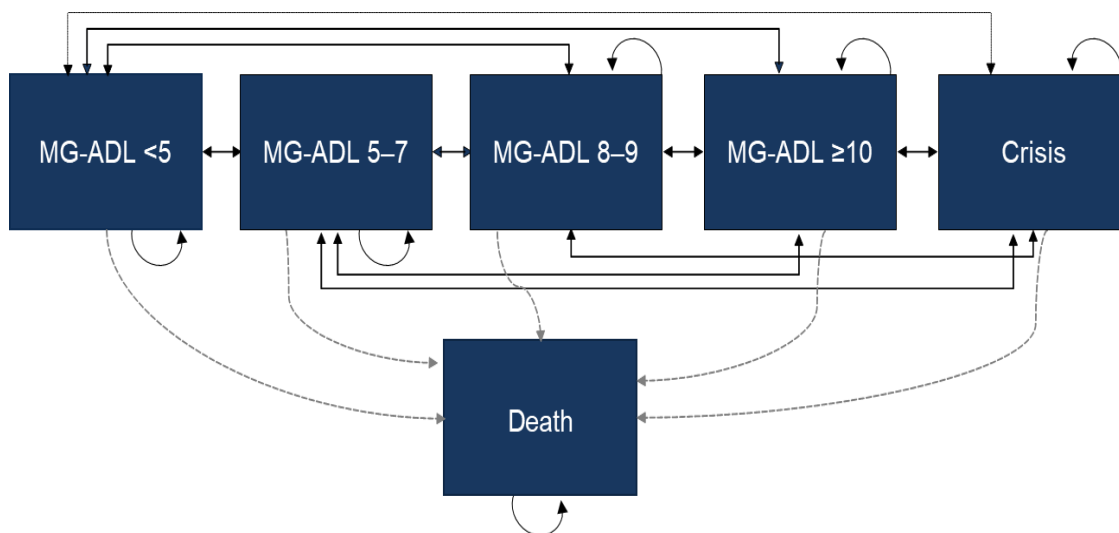 MG-ADL <5
MG-ADL 5–7
MG-ADL 8–9
MG-ADL ≥10
Crisis
Death